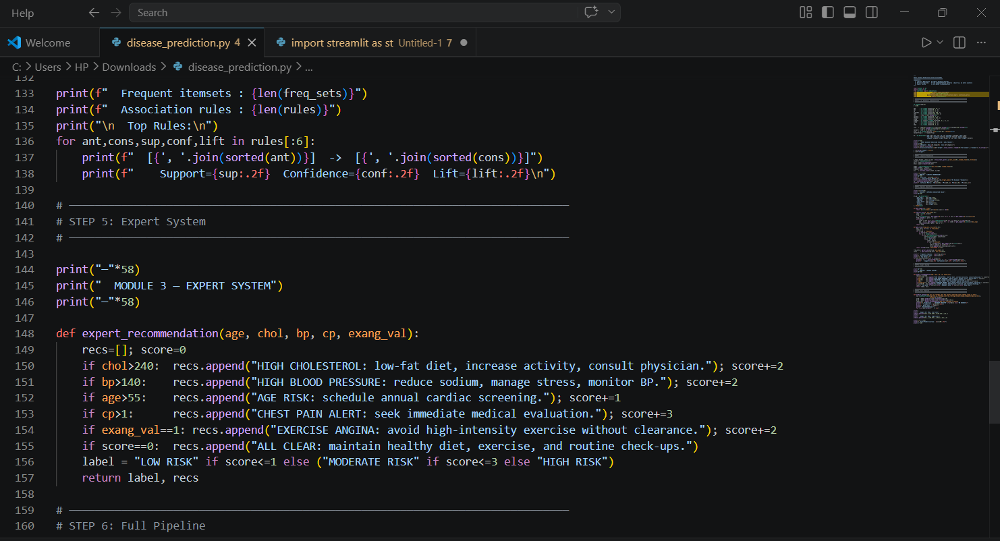 Help
Search
Welcome
disease_prediction.py 4
import streamlit as st Untitled-1 7
C: > Users > HP > Downloads > disease_prediction.py > ...
132
133 print(f"  Frequent itemsets : {len(freq_sets)}")
134 print(f"  Association rules : {len(rules)}")
135 print("\n  Top Rules:\n")
136 for ant,cons,sup,conf,lift in rules[:6]:
137     print(f"  [{', '.join(sorted(ant))}]  ->  [{', '.join(sorted(cons))}]")
138     print(f"    Support={sup:.2f}  Confidence={conf:.2f}  Lift={lift:.2f}\n")
139
140 # ─────────────────────────────────────────────────────────────────────────────
141 # STEP 5: Expert System
142 # ─────────────────────────────────────────────────────────────────────────────
143
144 print("─"*58)
145 print("  MODULE 3 — EXPERT SYSTEM")
146 print("─"*58)
147
148 def expert_recommendation(age, chol, bp, cp, exang_val):
149     recs=[]; score=0
150     if chol>240:  recs.append("HIGH CHOLESTEROL: low-fat diet, increase activity, consult physician."); score+=2
151     if bp>140:    recs.append("HIGH BLOOD PRESSURE: reduce sodium, manage stress, monitor BP."); score+=2
152     if age>55:    recs.append("AGE RISK: schedule annual cardiac screening."); score+=1
153     if cp>1:      recs.append("CHEST PAIN ALERT: seek immediate medical evaluation."); score+=3
154     if exang_val==1: recs.append("EXERCISE ANGINA: avoid high-intensity exercise without clearance."); score+=2
155     if score==0:  recs.append("ALL CLEAR: maintain healthy diet, exercise, and routine check-ups.")
156     label = "LOW RISK" if score<=1 else ("MODERATE RISK" if score<=3 else "HIGH RISK")
157     return label, recs
158
159 # ─────────────────────────────────────────────────────────────────────────────
160 # STEP 6: Full Pipeline